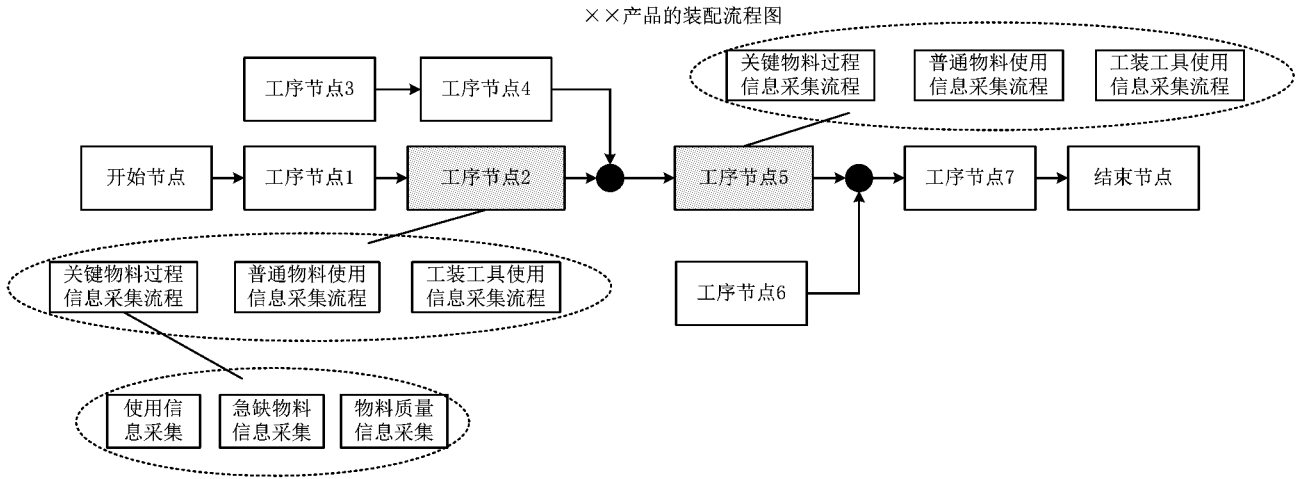 ××产品的装配流程图
关键物料过程
信息采集流程
普通物料使用
信息采集流程
工装工具使用
信息采集流程
工序节点3
工序节点4
开始节点
工序节点1
工序节点2
工序节点5
工序节点7
结束节点
关键物料过程
信息采集流程
普通物料使用
信息采集流程
工装工具使用
信息采集流程
工序节点6
使用信
息采集
急缺物料
信息采集
物料质量
信息采集